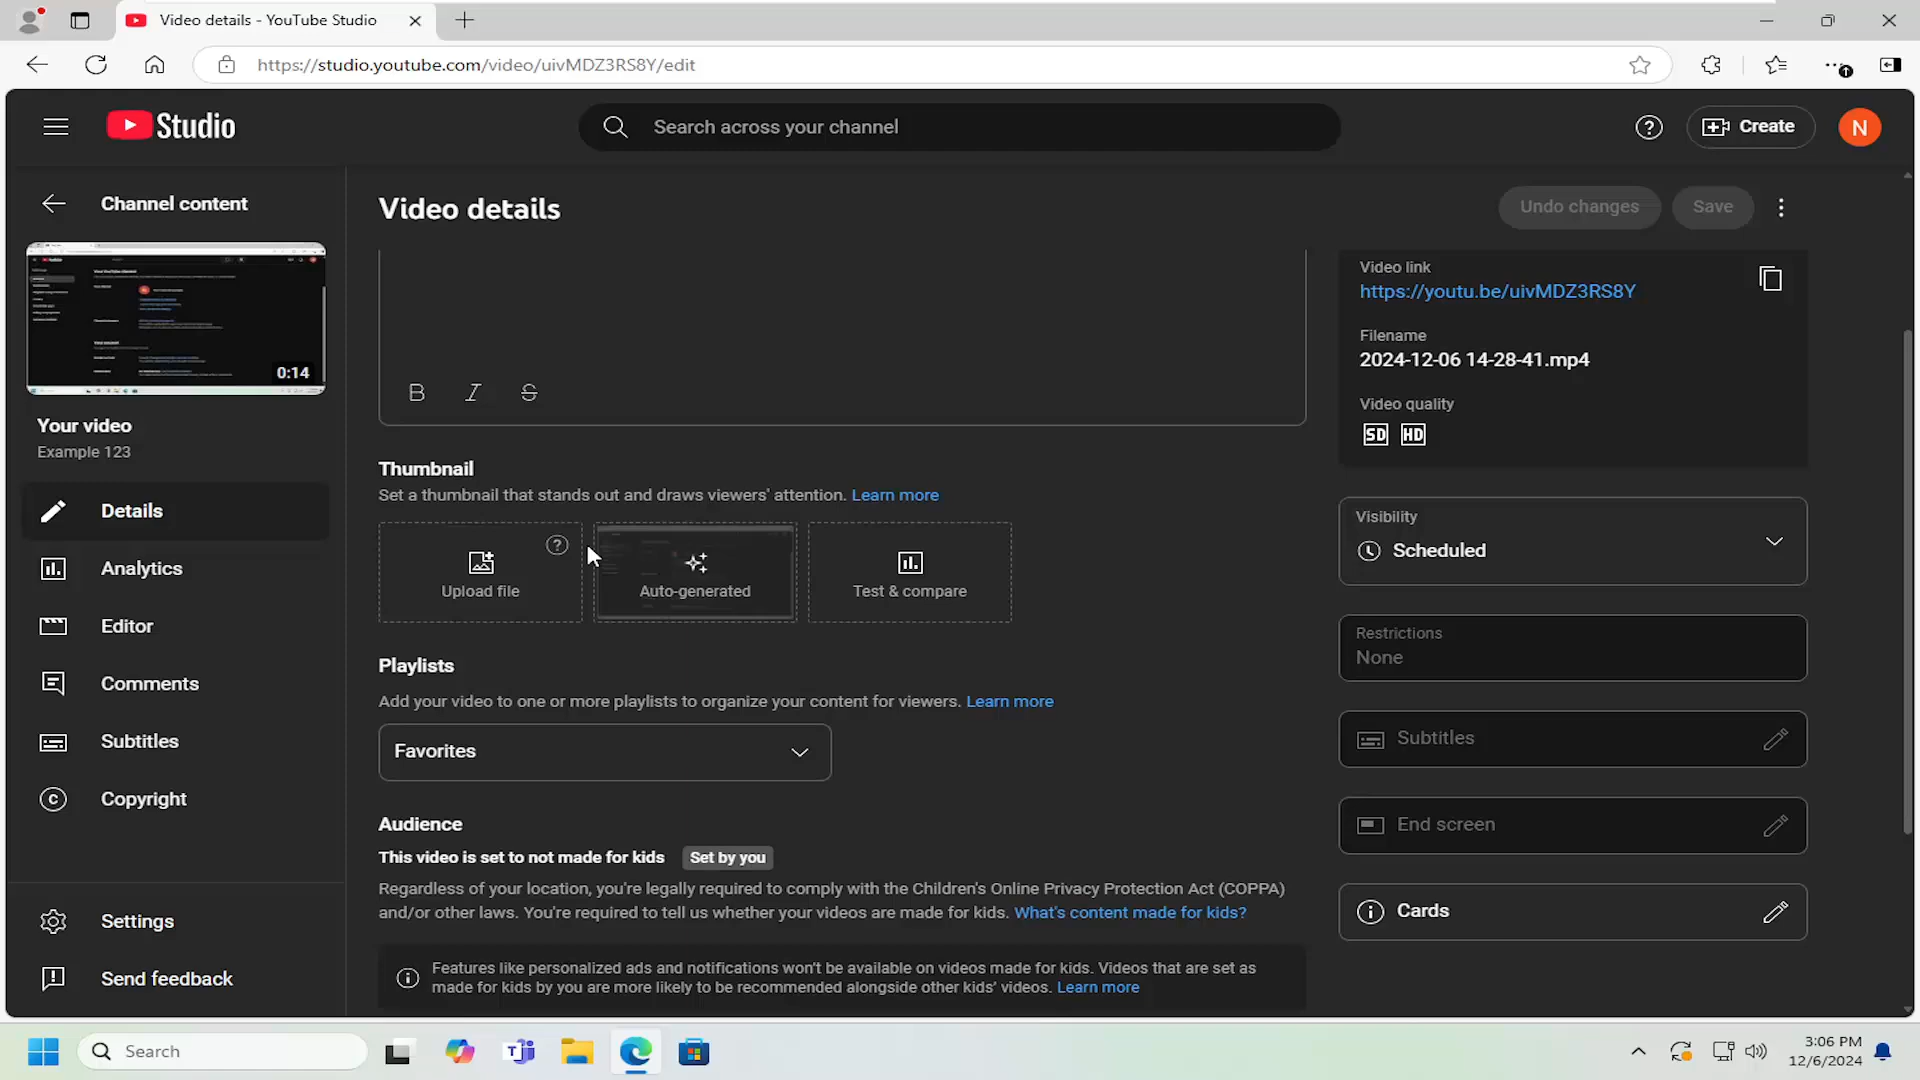 Video details - YouTube Studio
https://studio.youtube.com/video/uivMDZ3RS8Y/edit
Studio
Search across your channel
Create
N
Channel content
Video details
Undo changes
Save
0:14
Your video
Example 123
Details
Analytics
Editor
Comments
Subtitles
Copyright
Settings
Send feedback
B I S
Thumbnail
Set a thumbnail that stands out and draws viewers' attention. Learn more
Upload file
Auto-generated
Test & compare
Playlists
Add your video to one or more playlists to organize your content for viewers. Learn more
Favorites
Audience
This video is set to not made for kids Set by you
Regardless of your location, you're legally required to comply with the Children's Online Privacy Protection Act (COPPA)
and/or other laws. You're required to tell us whether your videos are made for kids. What's content made for kids?
Features like personalized ads and notifications won't be available on videos made for kids. Videos that are set as
made for kids by you are more likely to be recommended alongside other kids' videos. Learn more
Video link
https://youtu.be/uivMDZ3RS8Y
Filename
2024-12-06 14-28-41.mp4
Video quality
SD HD
Visibility
Scheduled
Restrictions
None
Subtitles
End screen
Cards
Search
3:06 PM
12/6/2024